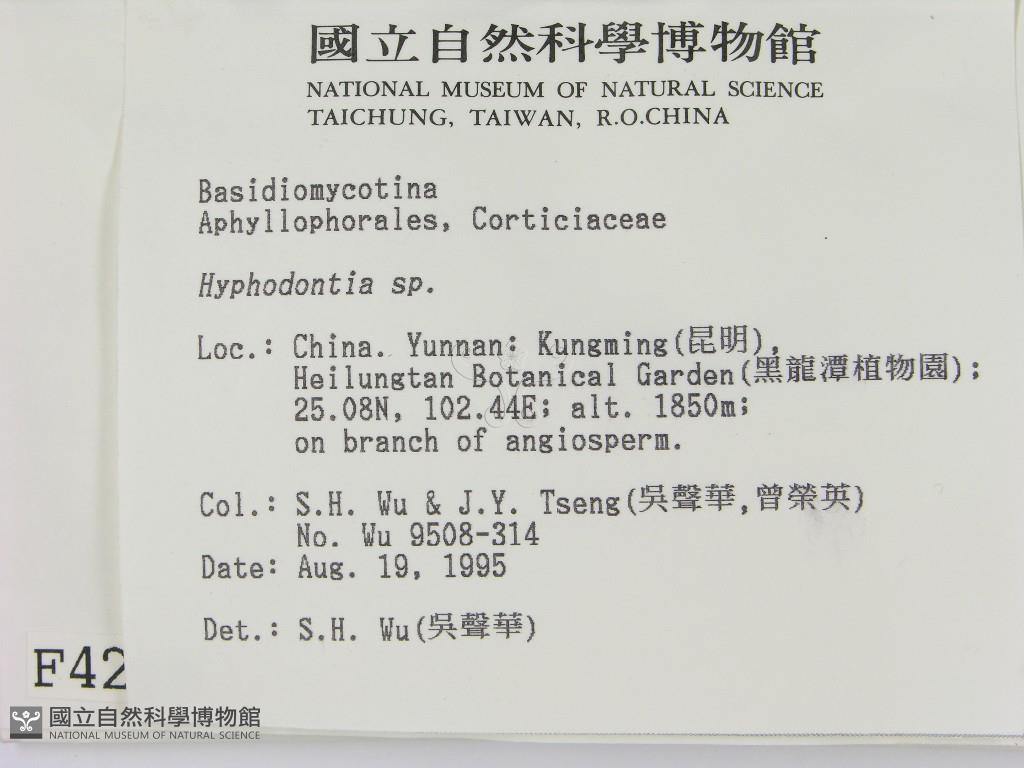 國立自然科學博物館
NATIONAL MUSEUM OF NATURAL SCIENCE
TAICHUNG, TAIWAN, R.O.CHINA
Basidiomycotina
Aphyllophorales, Corticiaceae
Hyphodontia sp.
Loc.: China. Yunnan: Kungming(昆明),
Heilungtan Botanical Garden(黑龍潭植物園);
25.08N, 102.44E; alt. 1850m;
on branch of angiosperm.
Col.: S.H. Wu & J.Y. Tseng(吳聲華,曾榮英)
No. Wu 9508-314
Date: Aug. 19, 1995
Det.: S.H. Wu(吳聲華)
F42
國立自然科學博物館
NATIONAL MUSEUM OF NATURAL SCIENCE